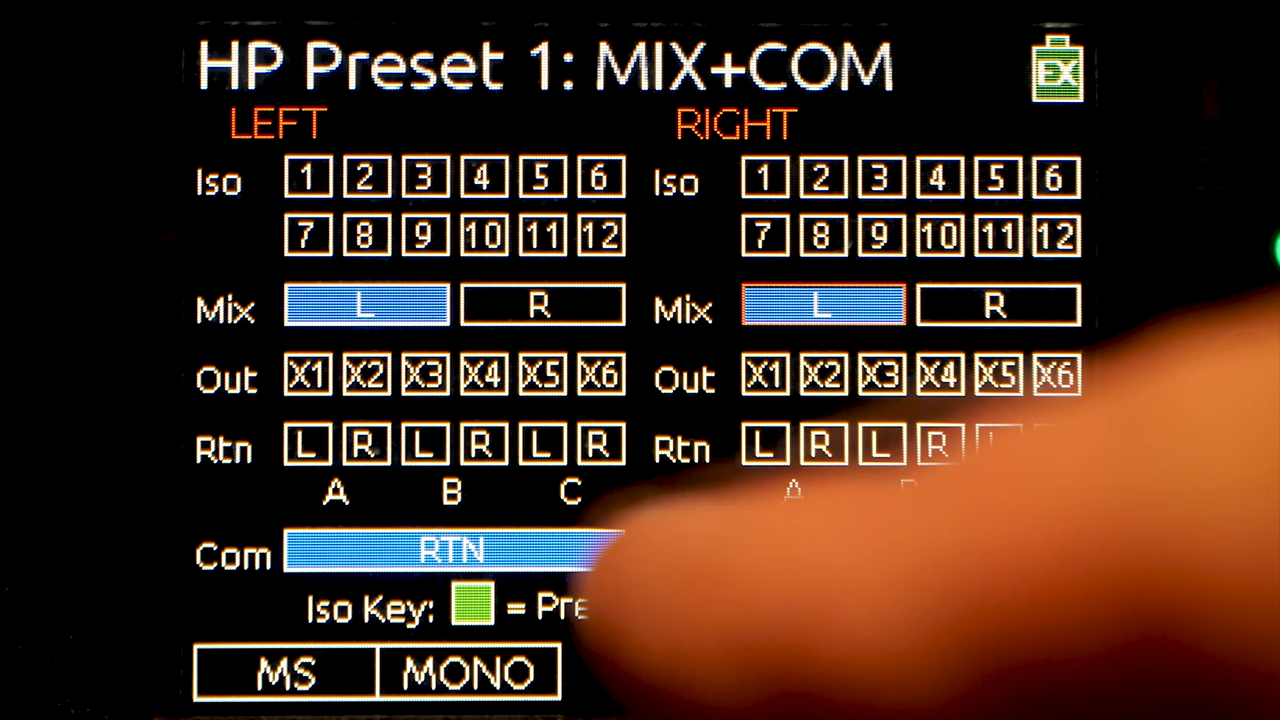 HP Preset 1: MIX+COM EX
LEFT RIGHT
Iso 1 2 3 4 5 6 Iso 1 2 3 4 5 6
7 8 9 10 11 12 7 8 9 10 11 12
Mix L R Mix L R
Out X1 X2 X3 X4 X5 X6 Out X1 X2 X3 X4 X5 X6
Rtn L R L R L R Rtn L R L R
A B C A
Com RTN
Iso Key: =
MS MONO